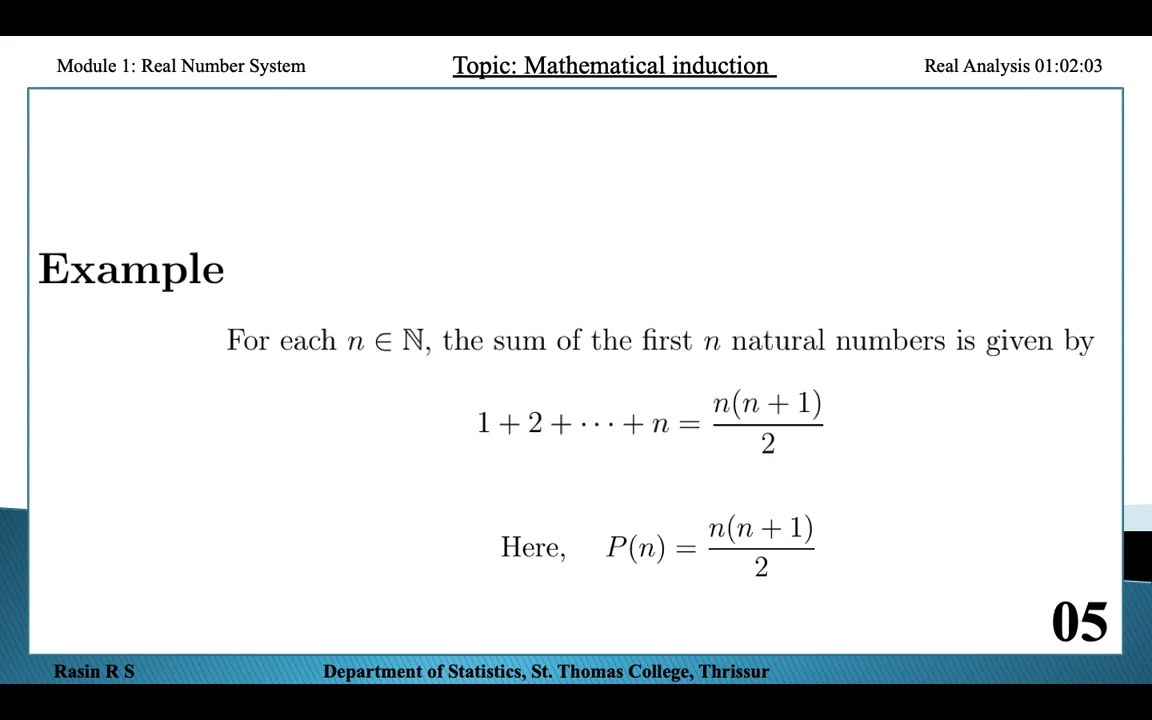 Module 1: Real Number System
Topic: Mathematical induction
Real Analysis 01:02:03
Example
For each n ∈ ℕ, the sum of the first n natural numbers is given by
1 + 2 + ··· + n = n(n + 1)/2
Here, P(n) = n(n + 1)/2
05
Rasin R S
Department of Statistics, St. Thomas College, Thrissur